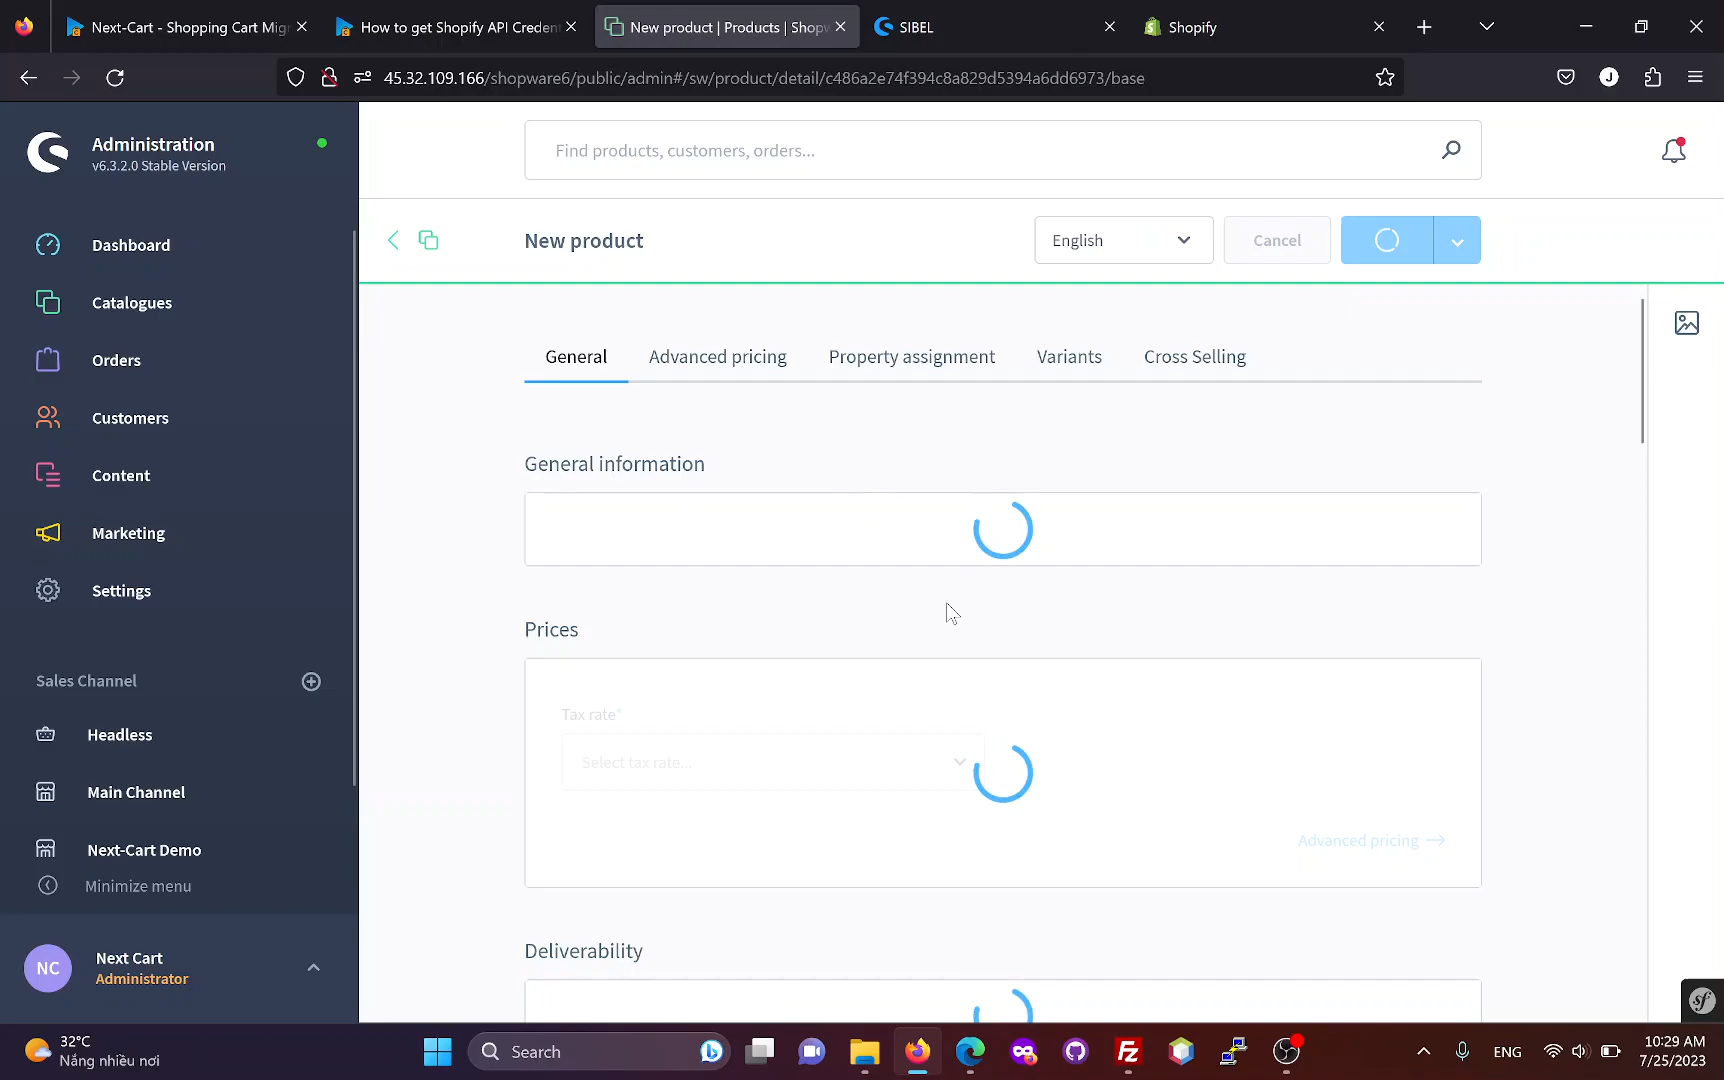 Next-Cart - Shopping Cart Mig
How to get Shopify API Creden
New product | Products | Shopw
SIBEL
Shopify
45.32.109.166/shopware6/public/admin#/sw/product/detail/c486a2e74f394c8a829d5394a6dd6973/base
J
Administration
v6.3.2.0 Stable Version
Find products, customers, orders...
New product
English
Cancel
Dashboard
Catalogues
Orders
Customers
Content
Marketing
Settings
Sales Channel
Headless
Main Channel
Next-Cart Demo
Minimize menu
NC
Next Cart
Administrator
General
Advanced pricing
Property assignment
Variants
Cross Selling
General information
Prices
Tax rate*
Select tax rate...
Advanced pricing
Deliverability
sf
32°C
Nắng nhiều nơi
Search
FZ
ENG
10:29 AM
7/25/2023